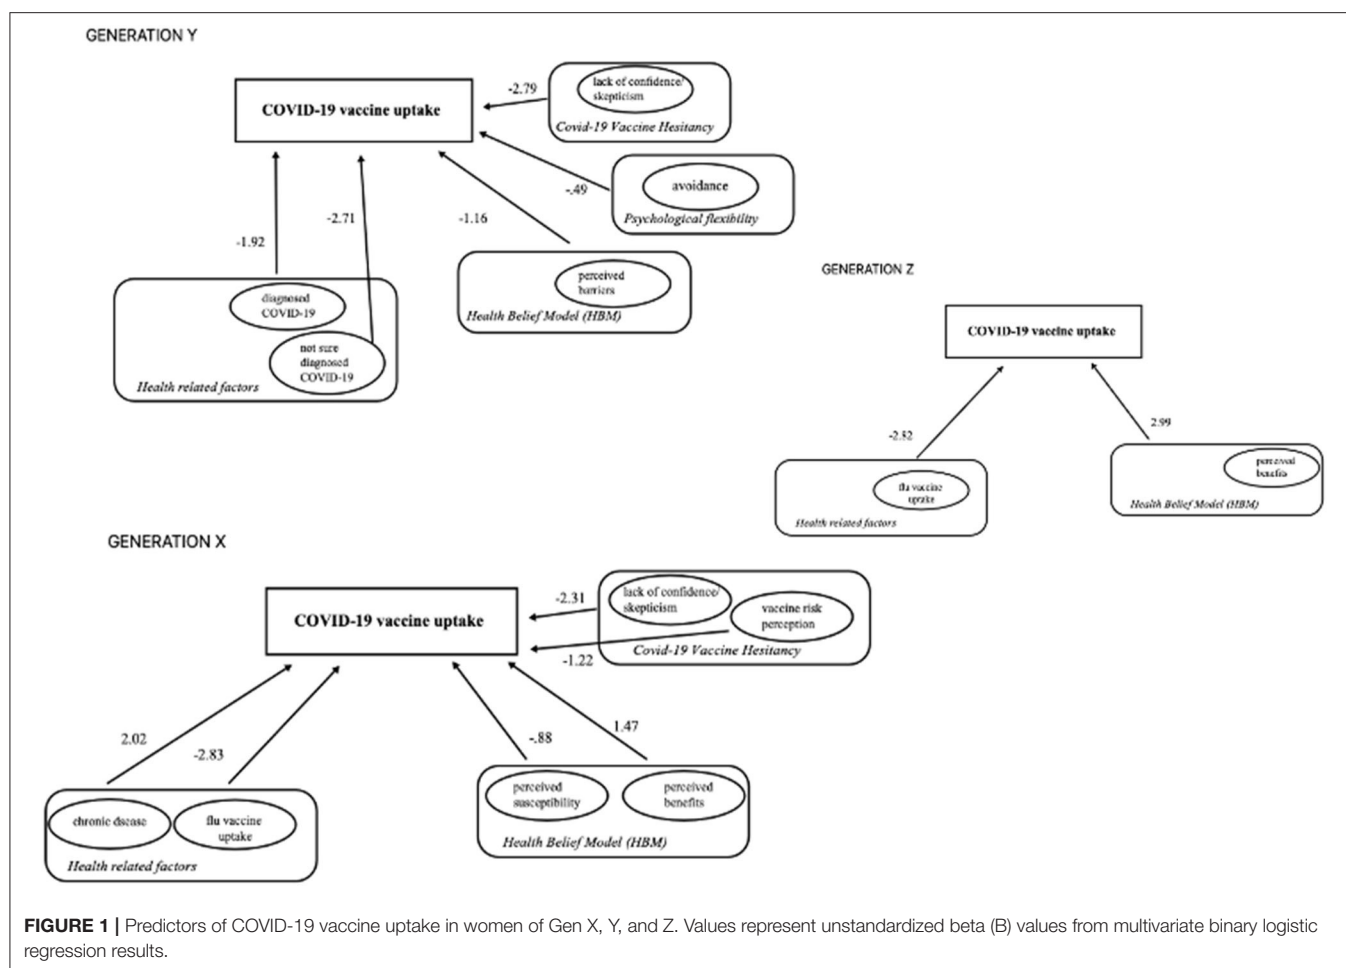 GENERATION Y
COVID-19 vaccine uptake
-2.79
lack of confidence/
skepticism
Covid-19 Vaccine Hesitancy
-.49
avoidance
Psychological flexibility
-1.16
perceived
barriers
Health Belief Model (HBM)
-1.92
-2.71
diagnosed
COVID-19
not sure
diagnosed
COVID-19
Health related factors
GENERATION Z
COVID-19 vaccine uptake
-2.82
2.99
flu vaccine
uptake
Health related factors
perceived
benefits
Health Belief Model (HBM)
GENERATION X
COVID-19 vaccine uptake
-2.31
-1.22
lack of confidence/
skepticism
vaccine risk
perception
Covid-19 Vaccine Hesitancy
2.02
-2.83
-.88
1.47
chronic dsease
flu vaccine
uptake
Health related factors
perceived
susceptibility
perceived
benefits
Health Belief Model (HBM)
FIGURE 1 | Predictors of COVID-19 vaccine uptake in women of Gen X, Y, and Z. Values represent unstandardized beta (B) values from multivariate binary logistic
regression results.